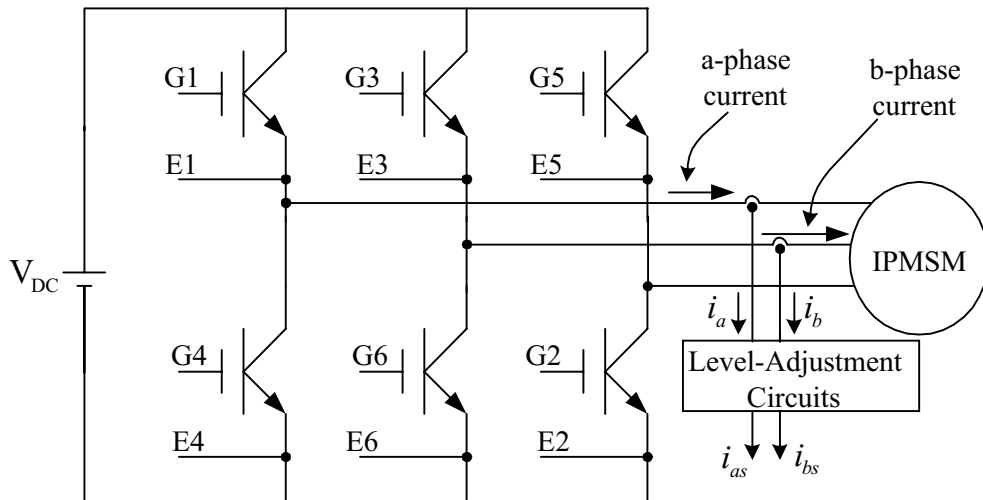 a-phase
current
b-phase
current
G1
G3
G5
E1
E3
E5
V_DC
IPMSM
i_a
i_b
G4
G6
G2
Level-Adjustment
Circuits
E4
E6
E2
i_as
i_bs